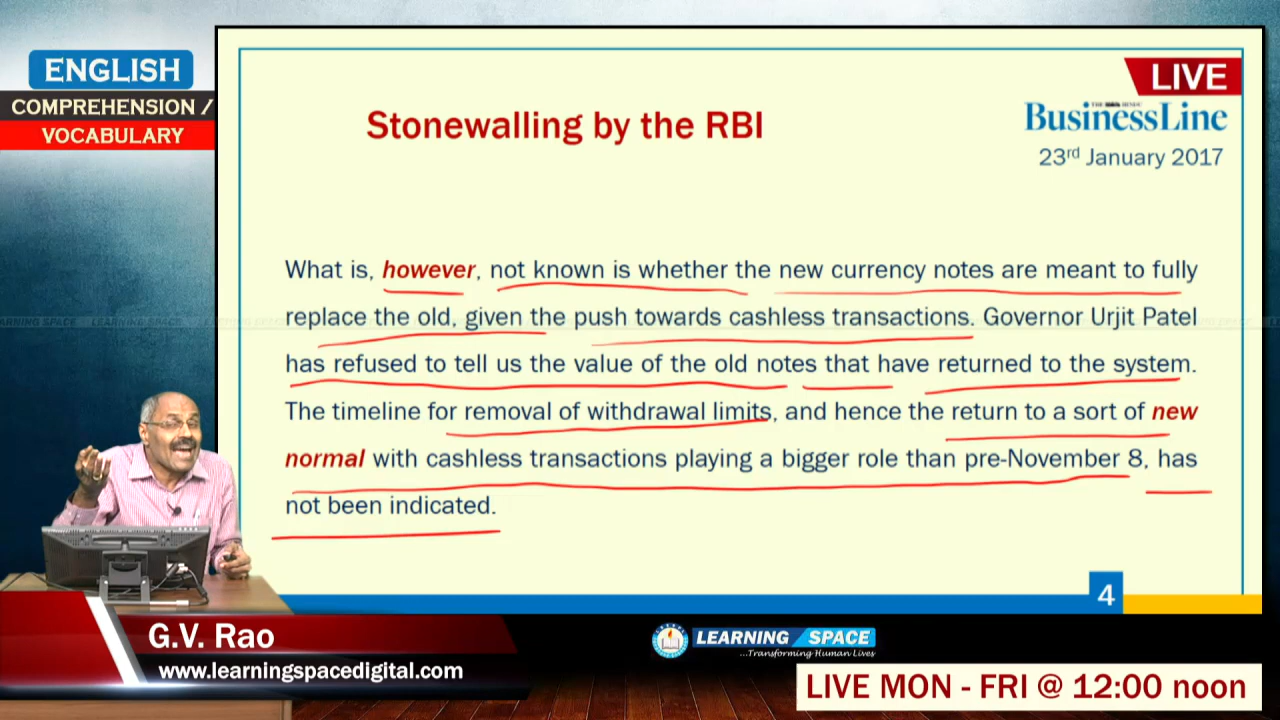 ENGLISH
COMPREHENSION /
VOCABULARY
LIVE
Stonewalling by the RBI
BusinessLine
23rd January 2017
What is, however, not known is whether the new currency notes are meant to fully
replace the old, given the push towards cashless transactions. Governor Urjit Patel
has refused to tell us the value of the old notes that have returned to the system.
The timeline for removal of withdrawal limits, and hence the return to a sort of new
normal with cashless transactions playing a bigger role than pre-November 8, has
not been indicated.
4
G.V. Rao
www.learningspacedigital.com
LEARNING SPACE
...Transforming Human Lives
LIVE MON - FRI @ 12:00 noon